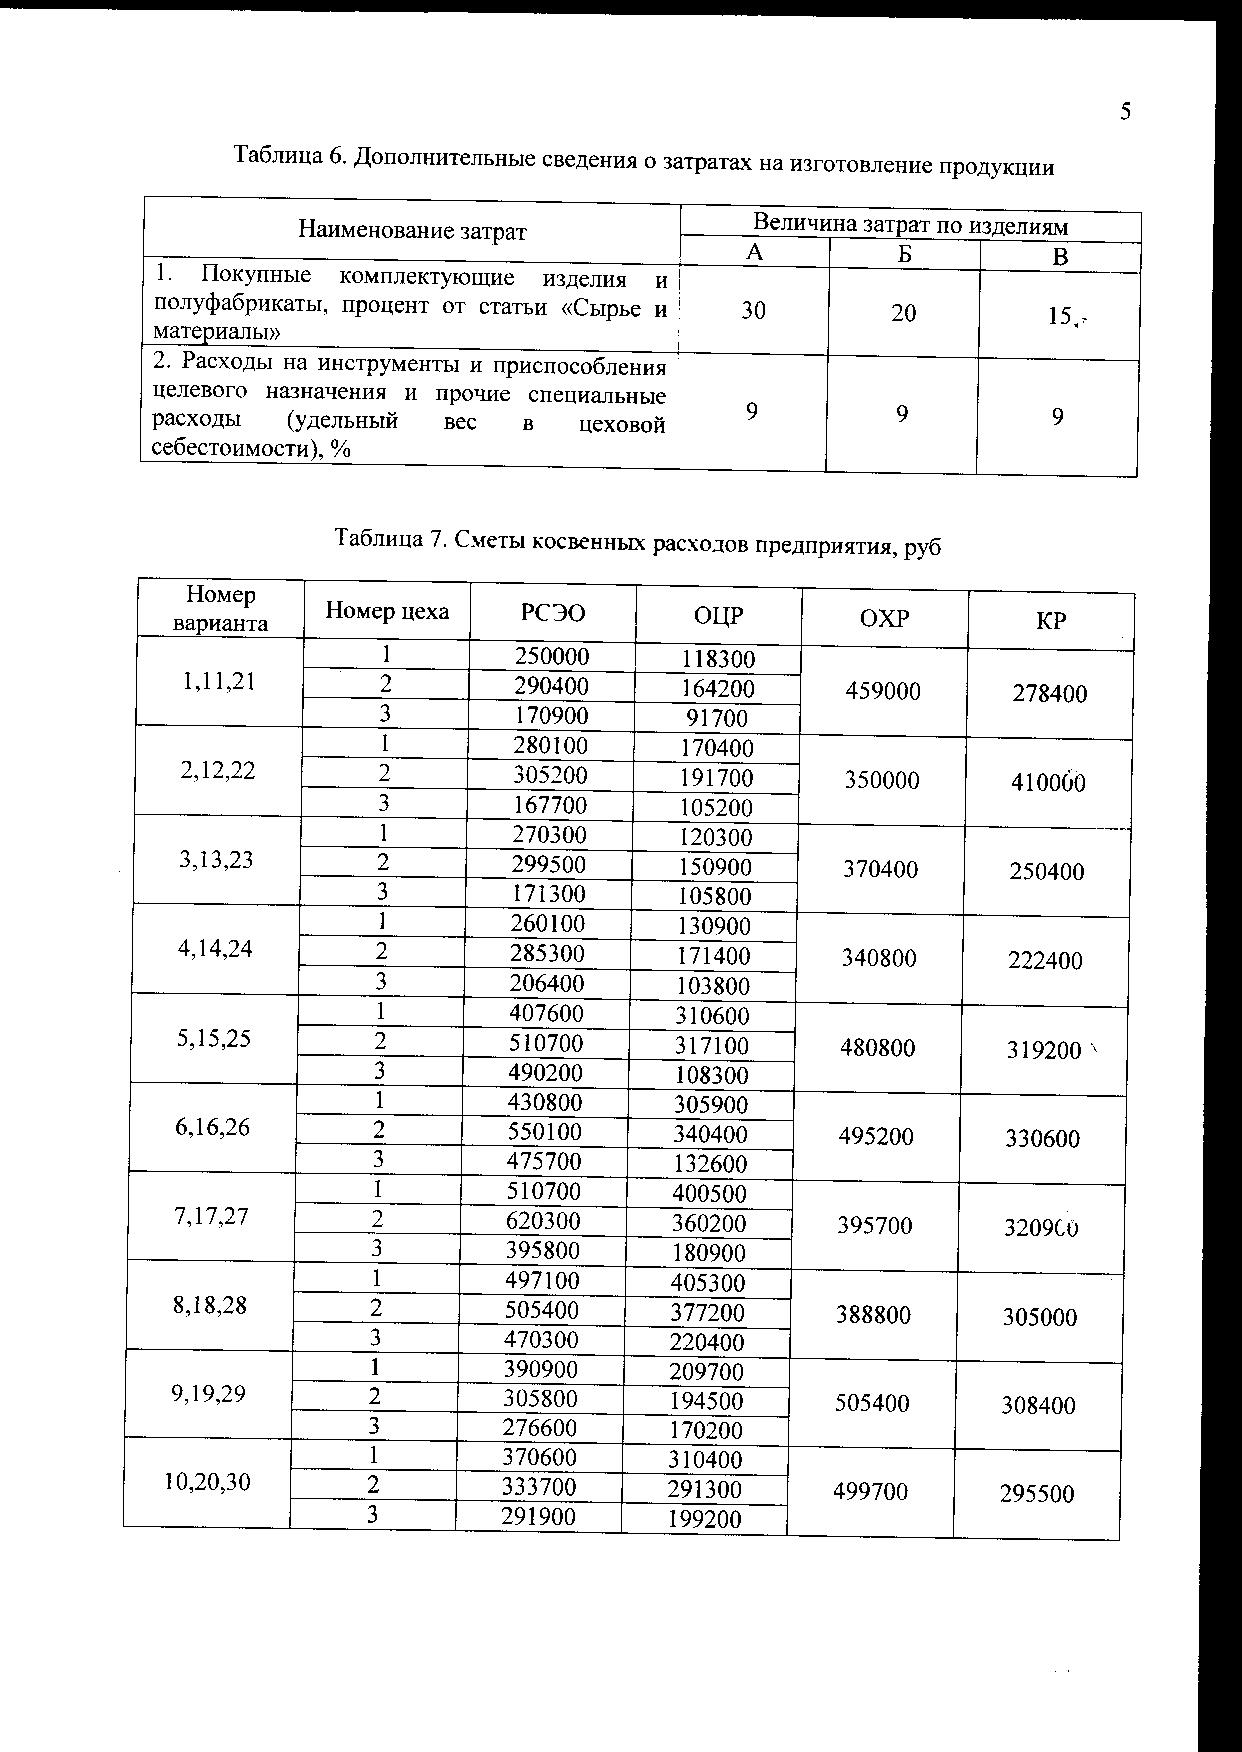 5
Таблица 6. Дополнительные сведения о затратах на изготовление продукции
Наименование затрат
Величина затрат по изделиям
А Б В
1. Покупные комплектующие изделия и
полуфабрикаты, процент от статьи «Сырье и
материалы»
30 20 15
2. Расходы на инструменты и приспособления
целевого назначения и прочие специальные
расходы (удельный вес в цеховой
себестоимости), %
9 9 9
Таблица 7. Сметы косвенных расходов предприятия, руб
Номер
варианта
Номер цеха РСЭО ОЦР ОХР КР
1 250000 118300
1,11,21 2 290400 164200 459000 278400
3 170900 91700
1 280100 170400
2,12,22 2 305200 191700 350000 410000
3 167700 105200
1 270300 120300
3,13,23 2 299500 150900 370400 250400
3 171300 105800
1 260100 130900
4,14,24 2 285300 171400 340800 222400
3 206400 103800
1 407600 310600
5,15,25 2 510700 317100 480800 319200
3 490200 108300
1 430800 305900
6,16,26 2 550100 340400 495200 330600
3 475700 132600
1 510700 400500
7,17,27 2 620300 360200 395700 320900
3 395800 180900
1 497100 405300
8,18,28 2 505400 377200 388800 305000
3 470300 220400
1 390900 209700
9,19,29 2 305800 194500 505400 308400
3 276600 170200
1 370600 310400
10,20,30 2 333700 291300 499700 295500
3 291900 199200